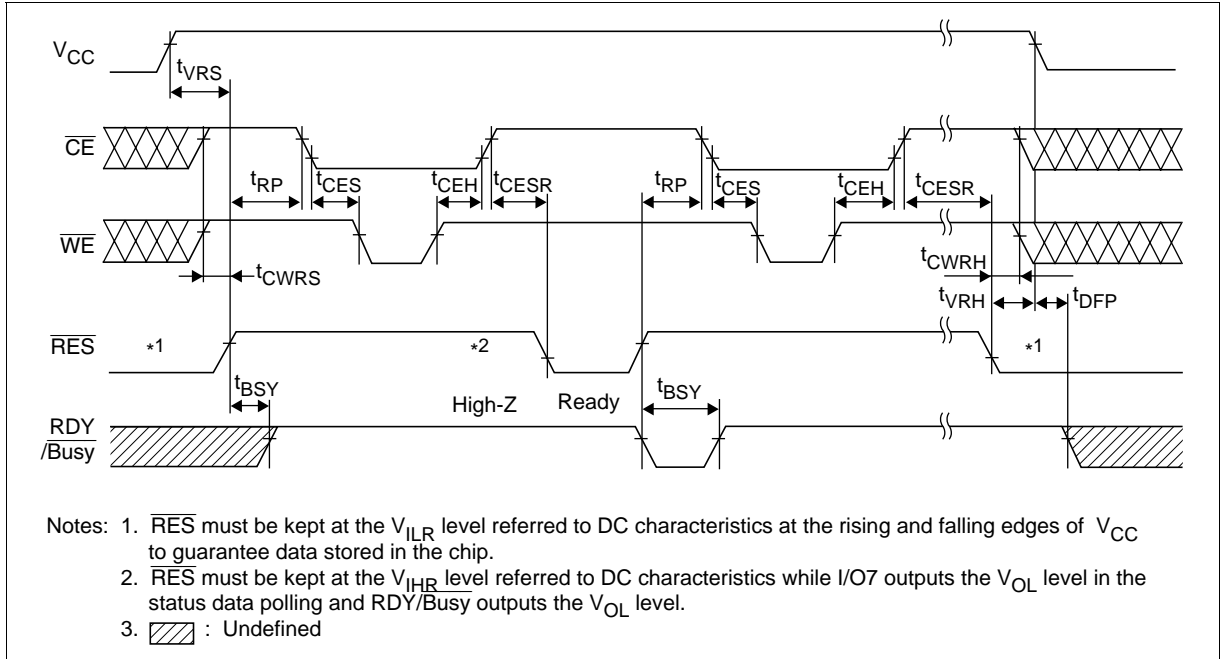 VCC
tVRS
CE
tRP tCES tCEH tCESR tRP tCES tCEH tCESR
WE
tCWRS tCWRH
tVRH tDFP
RES *1 *2 *1
tBSY High-Z Ready tBSY
RDY
/Busy
Notes: 1. RES must be kept at the VILR level referred to DC characteristics at the rising and falling edges of VCC
to guarantee data stored in the chip.
2. RES must be kept at the VIHR level referred to DC characteristics while I/O7 outputs the VOL level in the
status data polling and RDY/Busy outputs the VOL level.
3. : Undefined